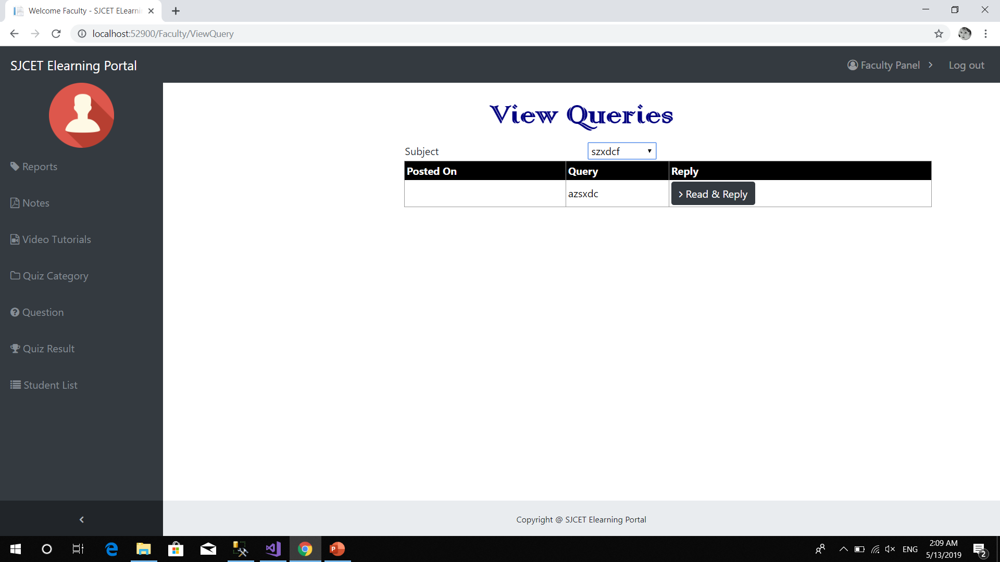 Welcome Faculty - SJCET ELearnin
localhost:52900/Faculty/ViewQuery
SJCET Elearning Portal
Faculty Panel
Log out
View Queries
Subject
szxdcf
Posted On Query Reply
azsxdc Read & Reply
Reports
Notes
Video Tutorials
Quiz Category
Question
Quiz Result
Student List
Copyright @ SJCET Elearning Portal
ENG
2:09 AM
5/13/2019
2